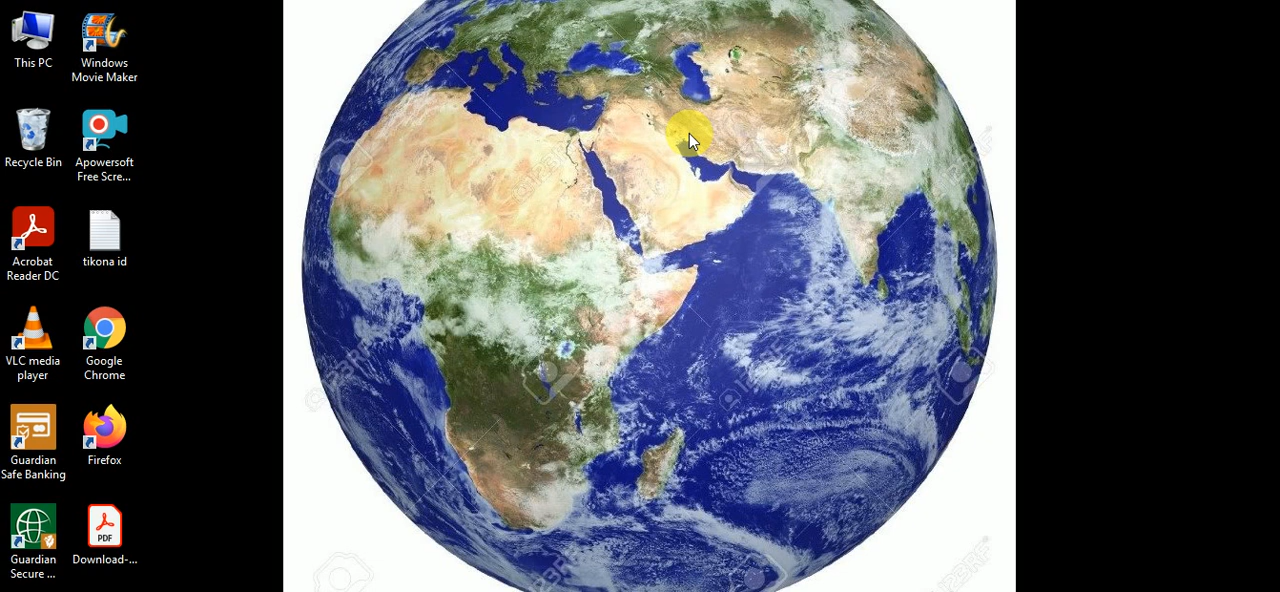 This PC
Windows
Movie Maker
Recycle Bin
Apowersoft
Free Scre...
Acrobat
Reader DC
tikona id
VLC media
player
Google
Chrome
Guardian
Safe Banking
Firefox
Guardian
Secure ...
PDF
Download-...